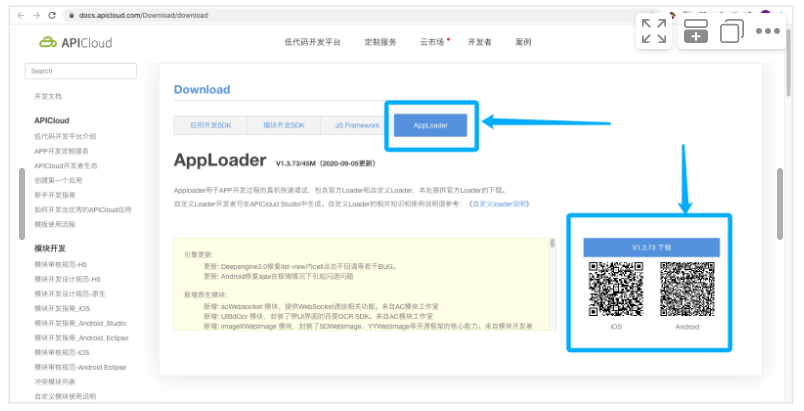 docs.apicloud.com/Download/download
APICloud
低代码开发平台 定制服务 云市场 开发者 案例
Search
开发文档
APICloud
低代码开发平台介绍
APP开发定制服务
APICloud开发者生态
创建第一个应用
新手开发指南
如何开发出优秀的APICloud应用
模板使用流程
模块开发
模块审核规范-H5
模块开发设计规范-H5
模块开发设计规范-原生
模块开发指南_iOS
模块开发指南_Android_Studio
模块开发指南_Android_Eclipse
模块审核规范-iOS
模块审核规范-Android Eclipse
冲突模块列表
自定义模块使用说明
Download
应用开发SDK 模块开发SDK JS Framework AppLoader
AppLoader V1.3.73/45M（2020-09-05更新）
Apploader用于APP开发过程的真机快速调试，包含官方Loader和自定义Loader，本处提供官方Loader的下载。
自定义Loader开发者可在APICloud Studio中生成。自定义Loader的相关知识和使用说明请参考：《自定义loader说明》
引擎更新：
更新: Deepengine3.0修复list-view内cell点击不回调等若干BUG。
更新: Android修复ajax在极端情况下引起闪退问题
新增原生模块：
新增: acWebsocket 模块，提供WebSocket通信相关功能。来自AC模块工作室
新增: UIBdOcr 模块，封装了带UI界面的百度OCR SDK。来自AC模块工作室
新增: imageXWebImage 模块，封装了SDWebImage、YYWebImage等开源框架的核心能力。来自模块开发者
V1.3.73 下载
iOS Android